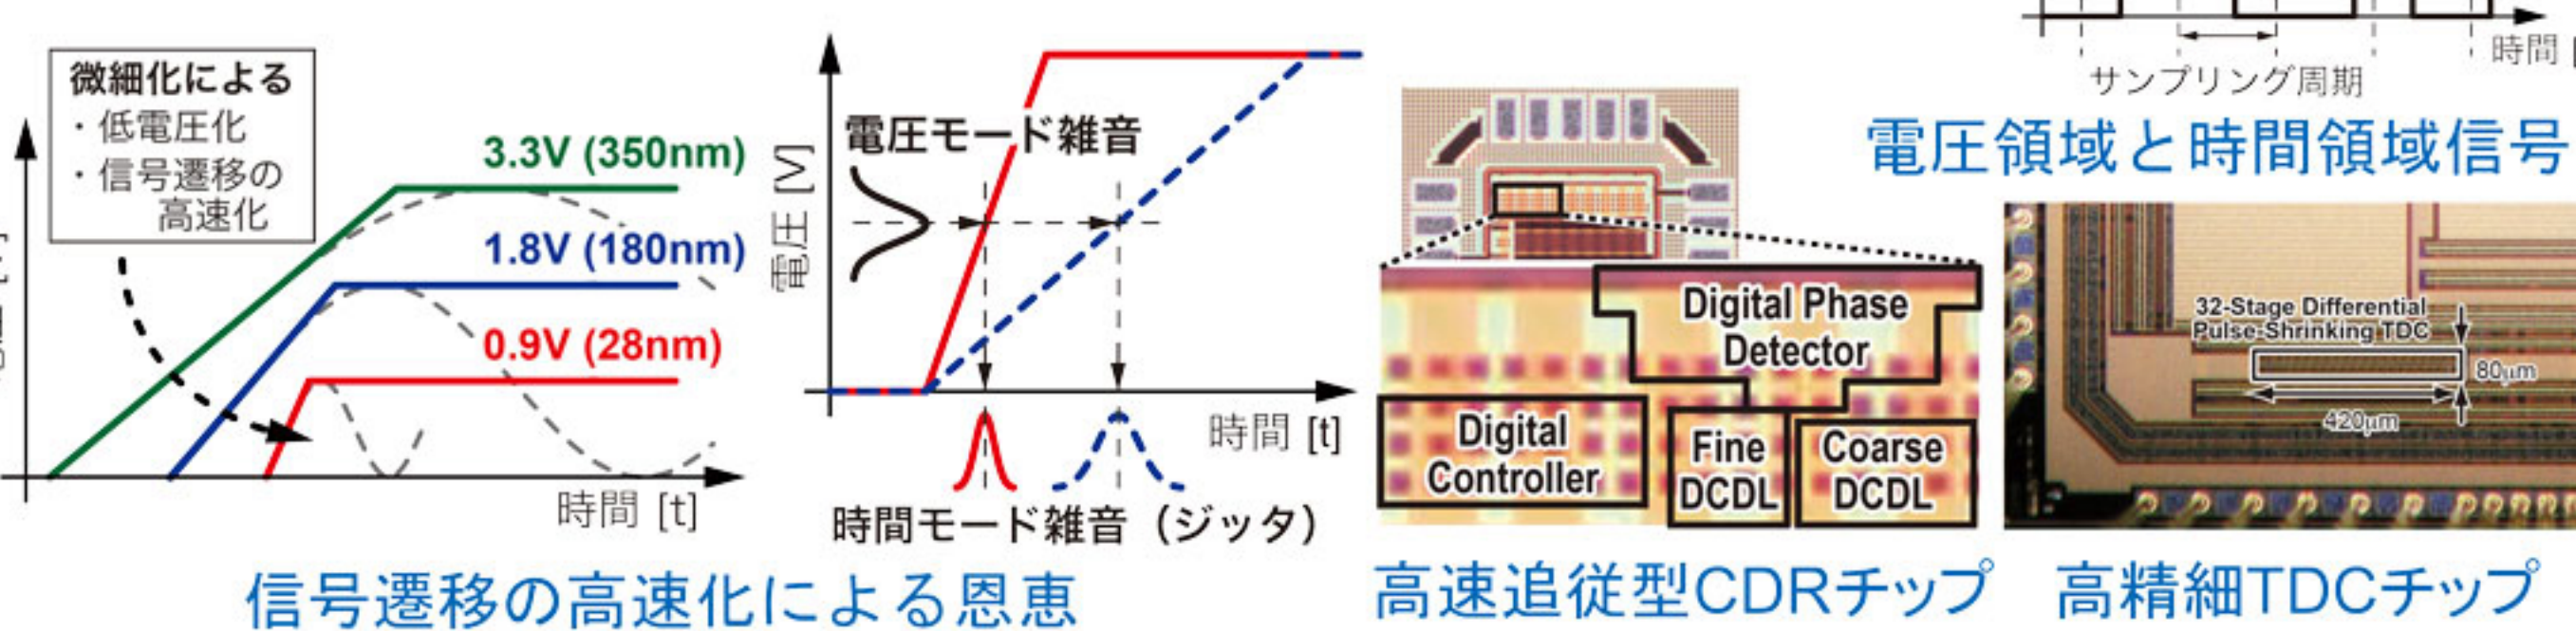 微細化による
・低電圧化
・信号遷移の
高速化
3.3V (350nm)
1.8V (180nm)
0.9V (28nm)
時間 [t]
信号遷移の高速化による恩恵
電圧 [V]
電圧モード雑音
時間 [t]
時間モード雑音（ジッタ）
Digital Phase
Detector
Digital
Controller
Fine
DCDL
Coarse
DCDL
高速追従型CDRチップ
時間
サンプリング周期
電圧領域と時間領域信号
32-Stage Differential
Pulse-Shrinking TDC
80μm
420μm
高精細TDCチップ